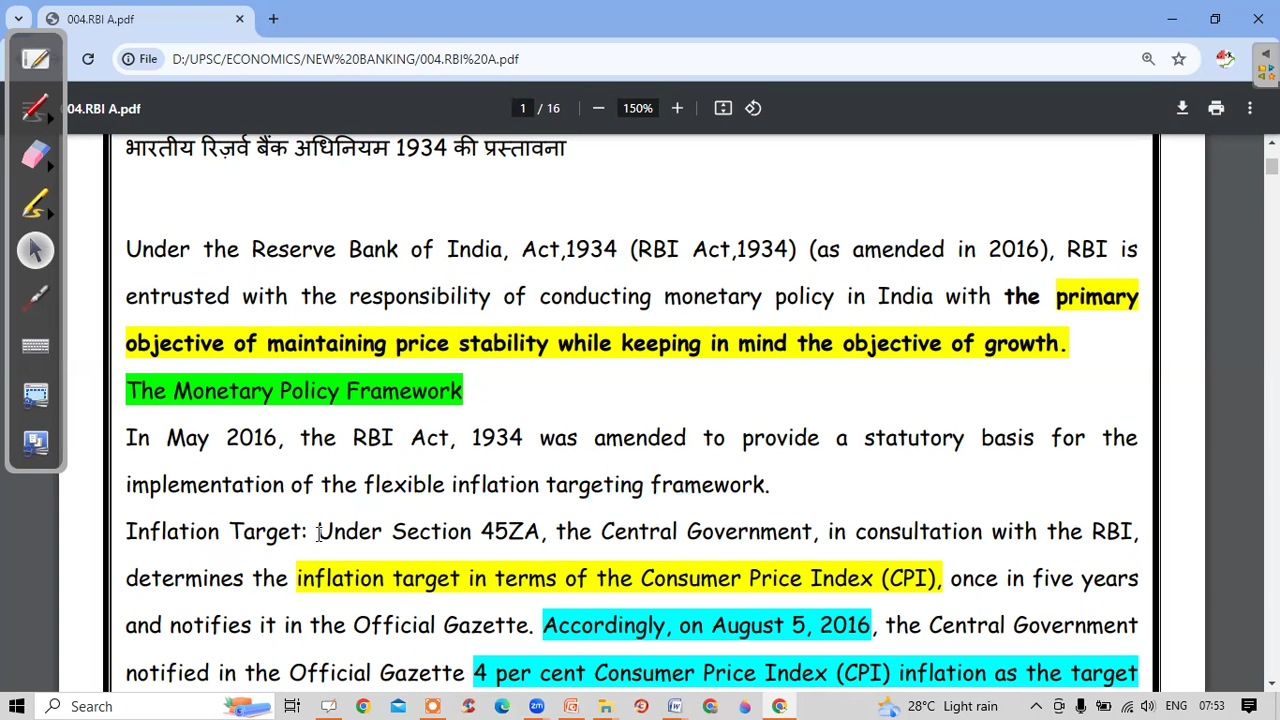 004.RBI A.pdf
File D:/UPSC/ECONOMICS/NEW%20BANKING/004.RBI%20A.pdf
004.RBI A.pdf 1 / 16 150%
भारतीय रिज़र्व बैंक अधिनियम 1934 की प्रस्तावना
Under the Reserve Bank of India, Act,1934 (RBI Act,1934) (as amended in 2016), RBI is
entrusted with the responsibility of conducting monetary policy in India with the primary
objective of maintaining price stability while keeping in mind the objective of growth.
The Monetary Policy Framework
In May 2016, the RBI Act, 1934 was amended to provide a statutory basis for the
implementation of the flexible inflation targeting framework.
Inflation Target: Under Section 45ZA, the Central Government, in consultation with the RBI,
determines the inflation target in terms of the Consumer Price Index (CPI), once in five years
and notifies it in the Official Gazette. Accordingly, on August 5, 2016, the Central Government
notified in the Official Gazette 4 per cent Consumer Price Index (CPI) inflation as the target
Search 28°C Light rain ENG 07:53